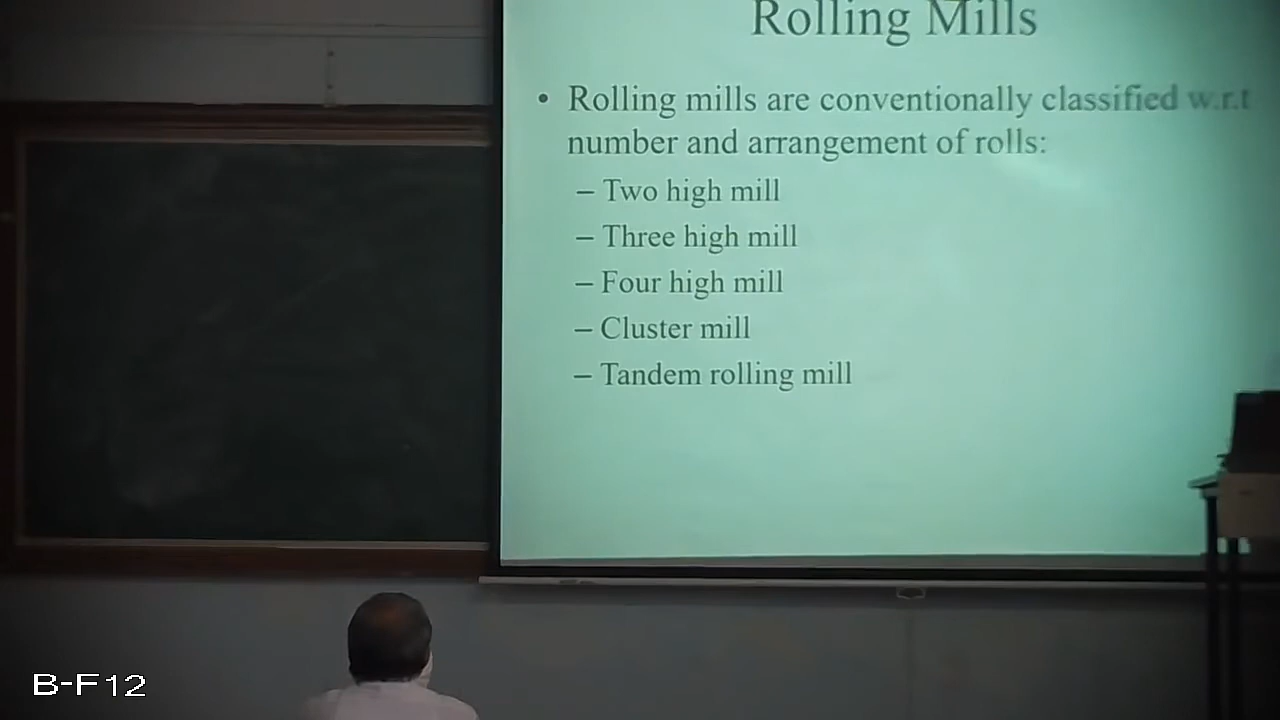 Rolling Mills
• Rolling mills are conventionally classified w.r.t
number and arrangement of rolls:
– Two high mill
– Three high mill
– Four high mill
– Cluster mill
– Tandem rolling mill
B-F12